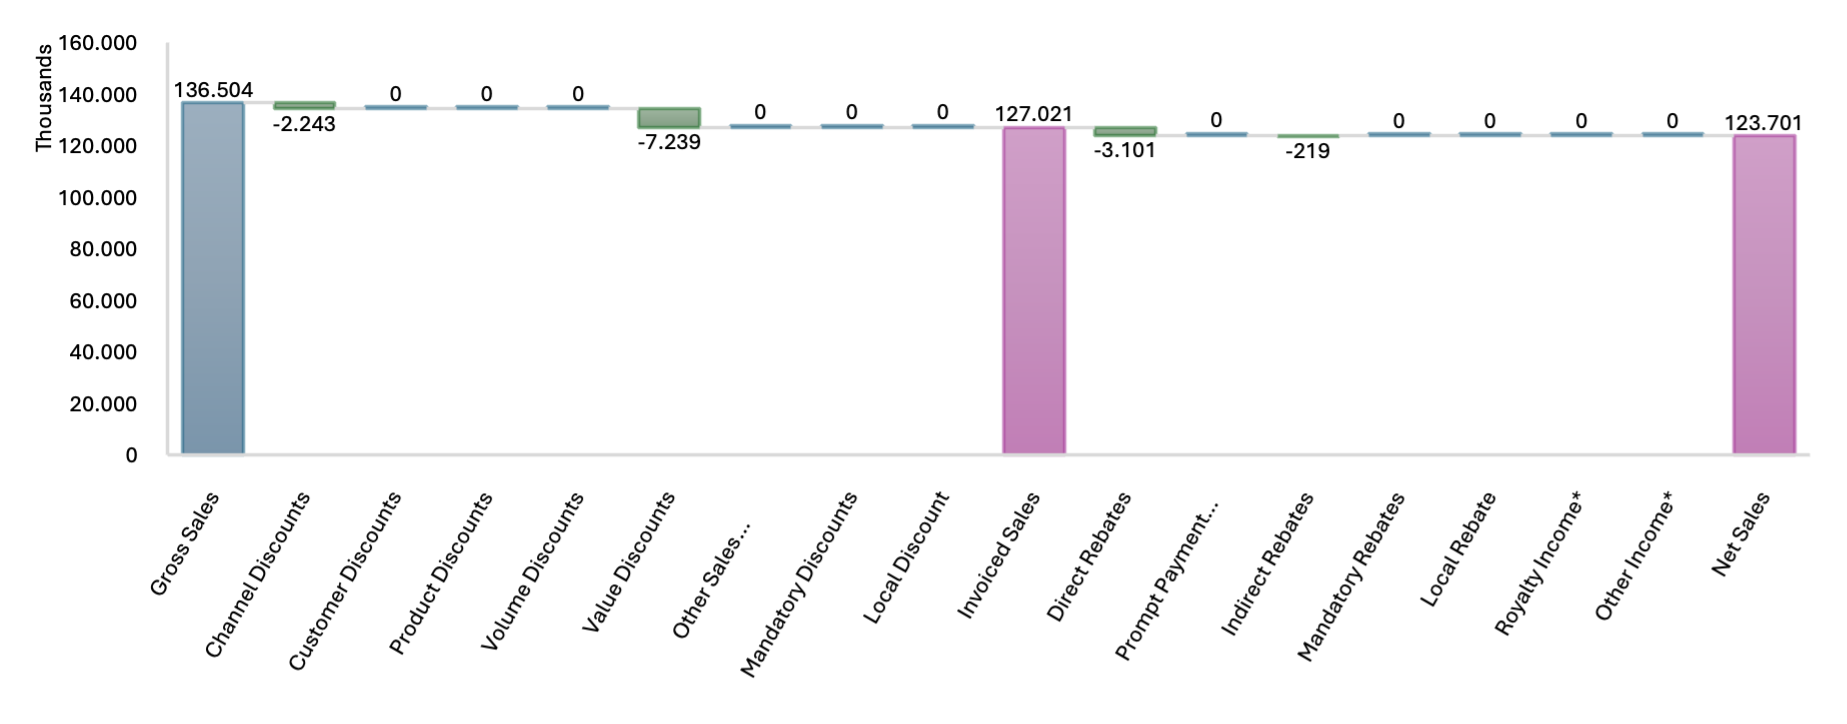 Thousands
160.000
140.000
120.000
100.000
80.000
60.000
40.000
20.000
0
136.504
-2.243
0
0
0
-7.239
0
0
0
127.021
-3.101
0
-219
0
0
0
0
123.701
Gross Sales
Channel Discounts
Customer Discounts
Product Discounts
Volume Discounts
Value Discounts
Other Sales...
Mandatory Discounts
Local Discount
Invoiced Sales
Direct Rebates
Prompt Payment...
Indirect Rebates
Mandatory Rebates
Local Rebate
Royalty Income*
Other Income*
Net Sales